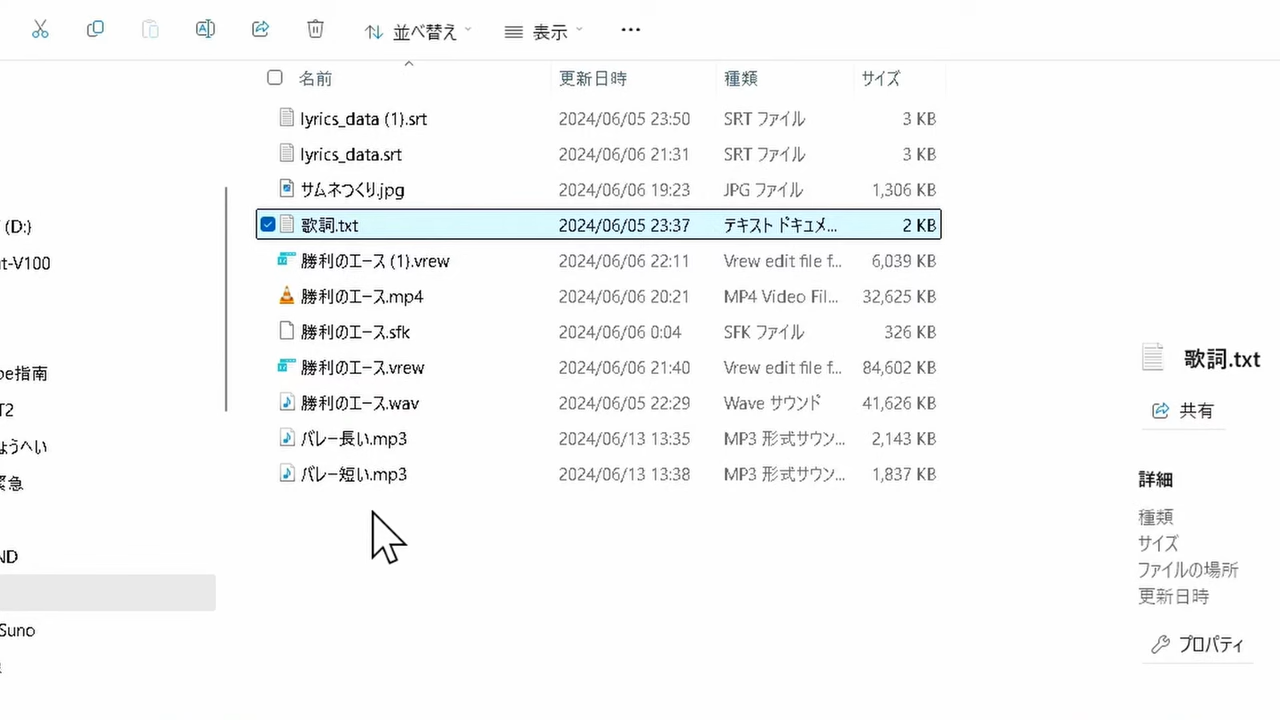 並べ替え 表示
名前 更新日時 種類 サイズ
lyrics_data (1).srt 2024/06/05 23:50 SRT ファイル 3 KB
lyrics_data.srt 2024/06/06 21:31 SRT ファイル 3 KB
サムネつくり.jpg 2024/06/06 19:23 JPG ファイル 1,306 KB
歌詞.txt 2024/06/05 23:37 テキスト ドキュメ... 2 KB
勝利のエース (1).vrew 2024/06/06 22:11 Vrew edit file f... 6,039 KB
勝利のエース.mp4 2024/06/06 20:21 MP4 Video Fil... 32,625 KB
勝利のエース.sfk 2024/06/06 0:04 SFK ファイル 326 KB
勝利のエース.vrew 2024/06/06 21:40 Vrew edit file f... 84,602 KB
勝利のエース.wav 2024/06/05 22:29 Wave サウンド 41,626 KB
バレー長い.mp3 2024/06/13 13:35 MP3 形式サウン... 2,143 KB
バレー短い.mp3 2024/06/13 13:38 MP3 形式サウン... 1,837 KB
(D:)
t-V100
be指南
T2
ょうへい
緊急
ND
Suno
歌詞.txt
共有
詳細
種類
サイズ
ファイルの場所
更新日時
プロパティ